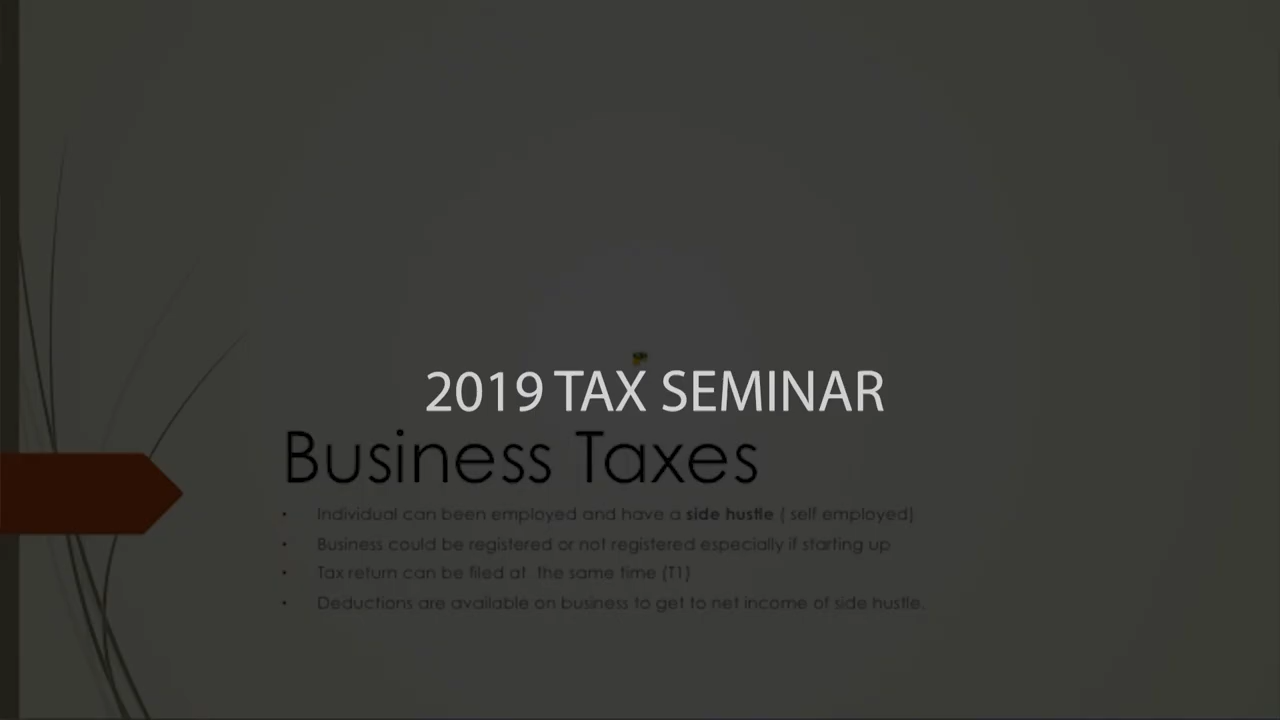 2019 TAX SEMINAR
Business Taxes
• Individual can been employed and have a side hustle ( self employed)
• Business could be registered or not registered especially if starting up
• Tax return can be filed at the same time (T1)
• Deductions are available on business to get to net income of side hustle.